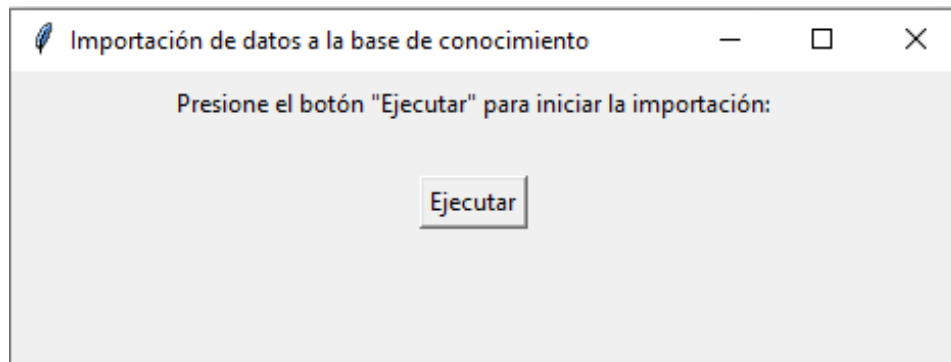 Importación de datos a la base de conocimiento
Presione el botón "Ejecutar" para iniciar la importación:
Ejecutar